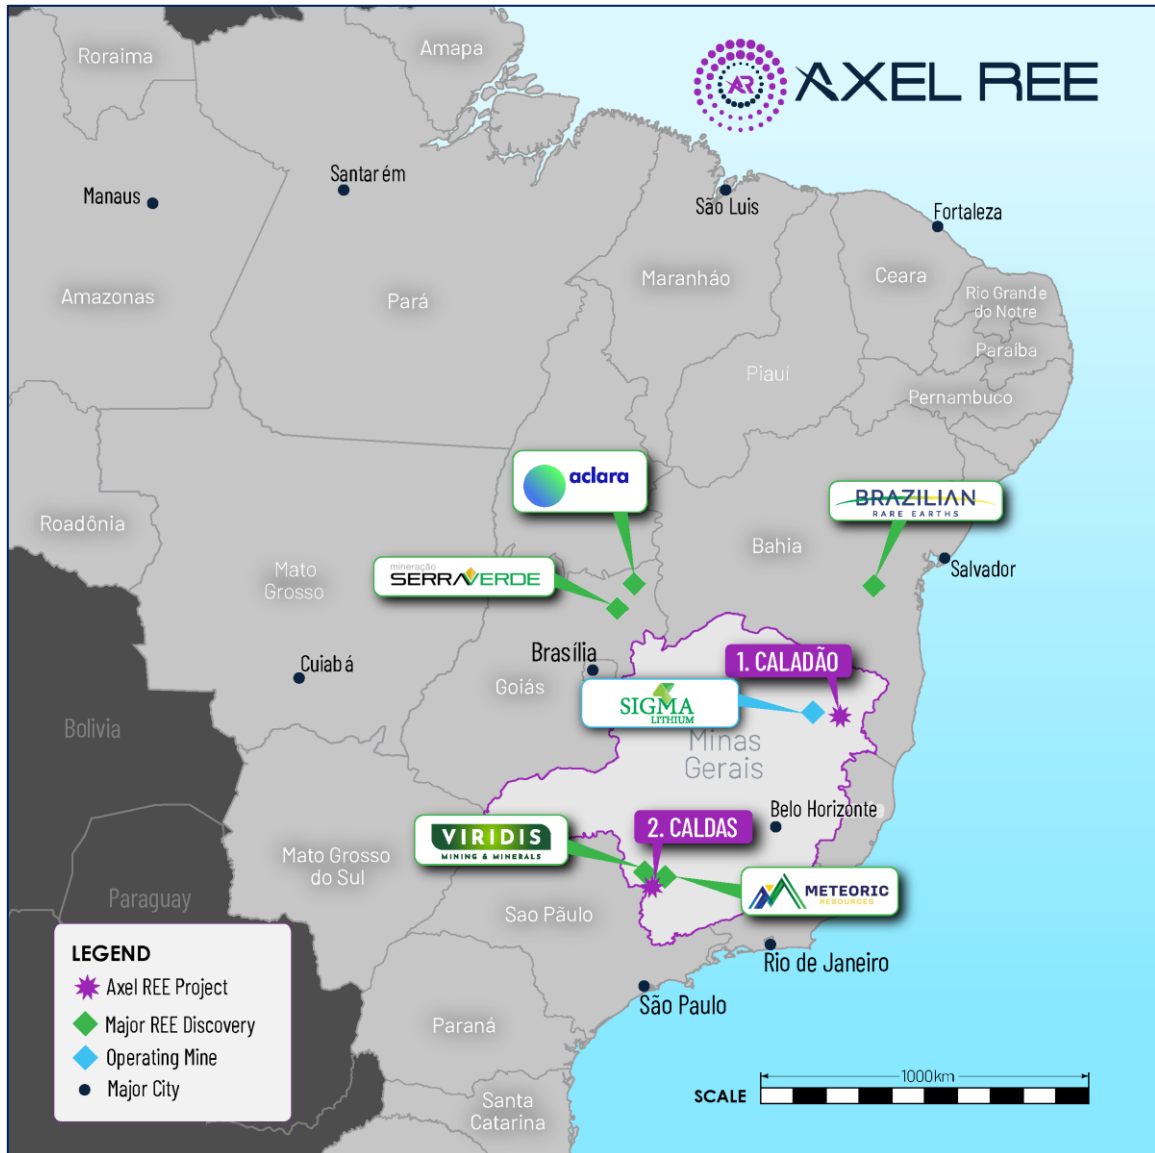 Roraima
Amapa
AR
AXEL REE
Manaus
Santarém
São Luis
Fortaleza
Amazonas
Pará
Maranháo
Ceara
Rio Grande
do Notre
Paraíba
Piauí
Pernambuco
aclara
BRAZILIAN
RARE EARTHS
Roadônia
Bahia
Salvador
Mato
Grosso
mineração
SERRAVERDE
Brasília
1. CALADÃO
Cuiabá
Goiás
SIGMA
LITHIUM
Bolivia
Minas
Gerais
Belo Horizonte
VIRIDIS
MINING & MINERALS
2. CALDAS
Mato Grosso
do Sul
METEORIC
RESOURCES
Paraguay
Sao Pãulo
Rio de Janeiro
São Paulo
LEGEND
Axel REE Project
Major REE Discovery
Operating Mine
Major City
Paraná
Santa
Catarina
1000km
SCALE